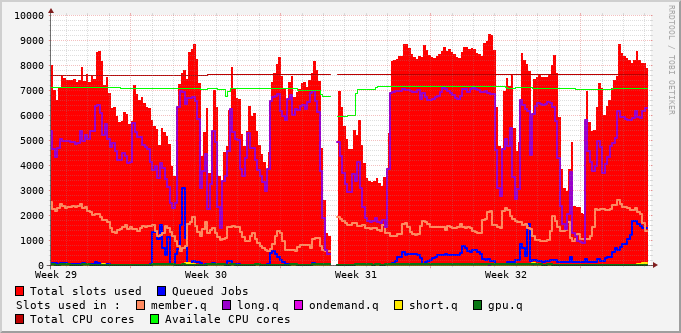 10000
9000
8000
7000
6000
5000
4000
3000
2000
1000
0
Week 29 Week 30 Week 31 Week 32
RRDTOOL / TOBI OETIKER
Total slots used Queued Jobs
Slots used in : member.q long.q ondemand.q short.q gpu.q
Total CPU cores Availale CPU cores